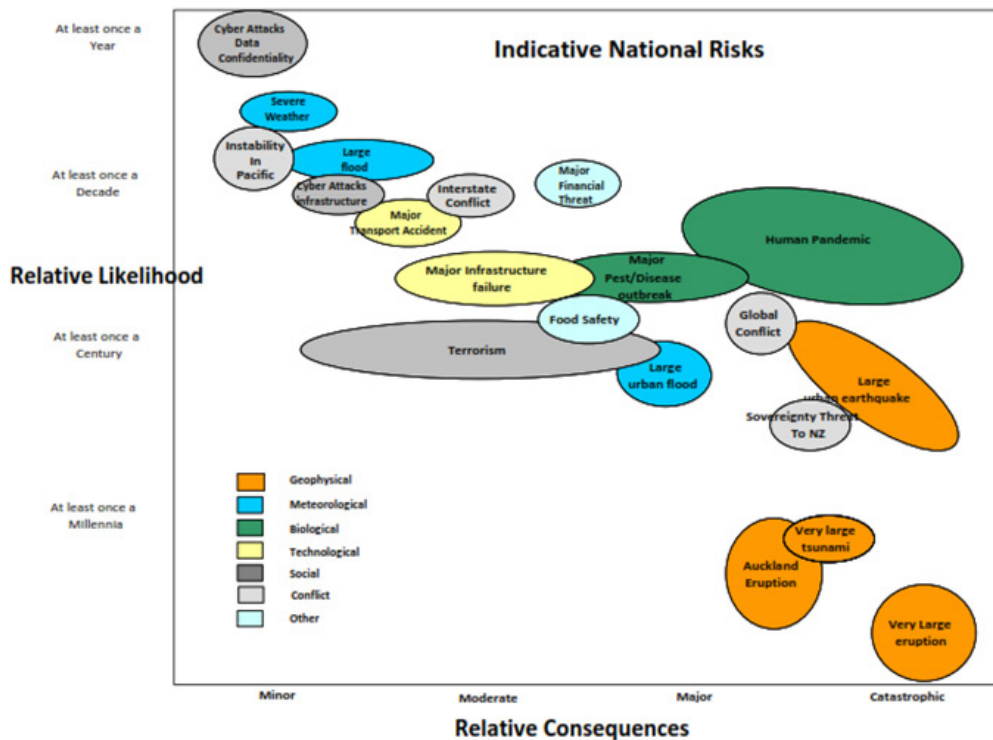 At least once a
Year
Cyber Attacks
Data
Confidentiality
Indicative National Risks
Severe
Weather
Instability
In
Pacific
Large
flood
At least once a
Decade
Cyber Attacks
infrastructure
Interstate
Conflict
Major
Financial
Threat
Major
Transport Accident
Human Pandemic
Relative Likelihood
Major Infrastructure
failure
Major
Pest/Disease
outbreak
Food Safety
Global
Conflict
At least once a
Century
Terrorism
Large
urban flood
Large
urban earthquake
Sovereignty Threat
To NZ
Geophysical
Meteorological
Biological
Technological
Social
Conflict
Other
At least once a
Millennia
Very large
tsunami
Auckland
Eruption
Very Large
eruption
Minor
Moderate
Major
Catastrophic
Relative Consequences